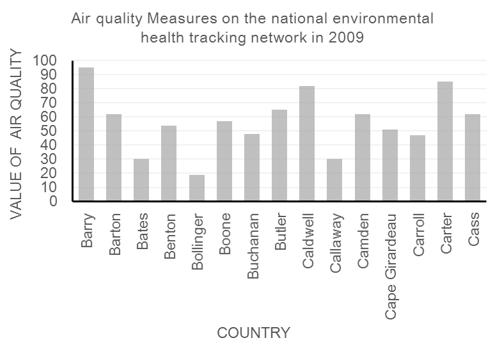 Air quality Measures on the national environmental
health tracking network in 2009
VALUE OF AIR QUALITY
100
90
80
70
60
50
40
30
20
10
0
Barry
Barton
Bates
Benton
Bollinger
Boone
Buchanan
Butler
Caldwell
Callaway
Camden
Cape Girardeau
Carroll
Carter
Cass
COUNTRY